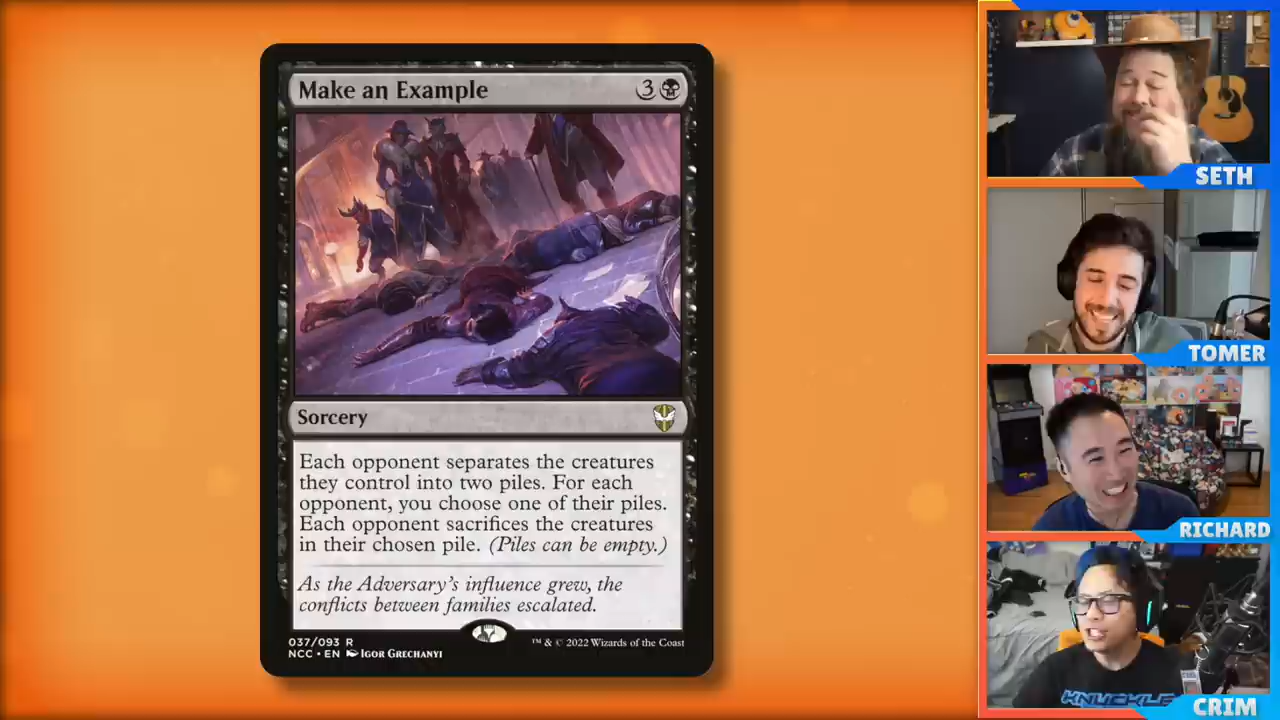 Make an Example
3
Sorcery
Each opponent separates the creatures
they control into two piles. For each
opponent, you choose one of their piles.
Each opponent sacrifices the creatures
in their chosen pile. (Piles can be empty.)
As the Adversary's influence grew, the
conflicts between families escalated.
037/093 R
NCC • EN Igor Grechanyi
™ & © 2022 Wizards of the Coast
SETH
TOMER
RICHARD
KNUCKLE
CRIM